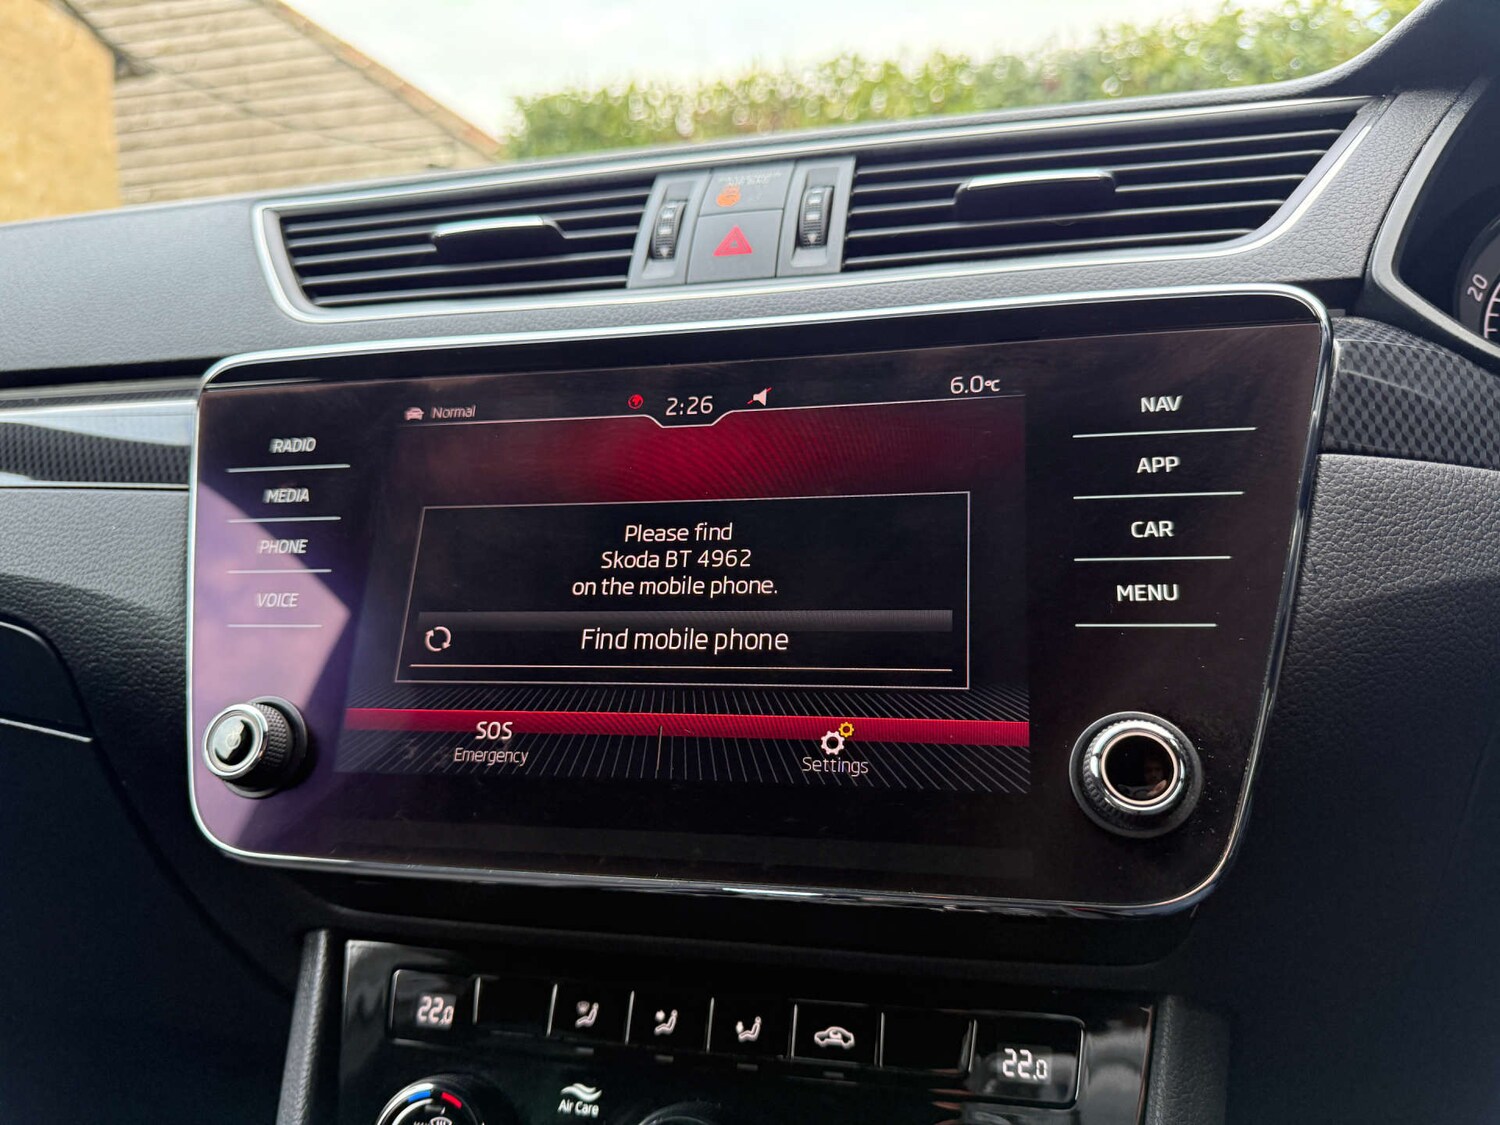 20
Normal
2:26
6.0°C
RADIO
MEDIA
PHONE
VOICE
Please find
Skoda BT 4962
on the mobile phone.
Find mobile phone
SOS
Emergency
Settings
NAV
APP
CAR
MENU
22.0
22.0
Air Care